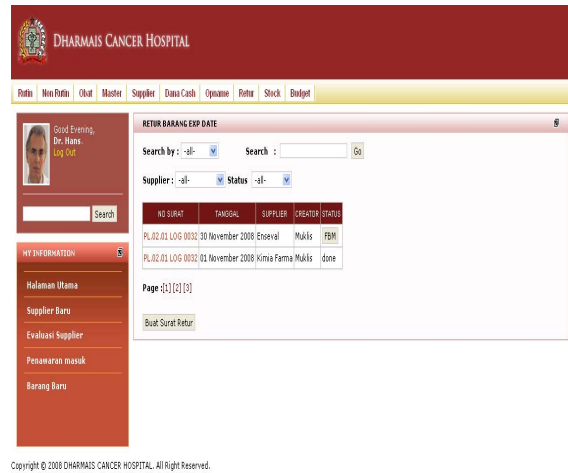 DHARMAIS CANCER HOSPITAL
Rutin Non Rutin Obat Master Supplier Dana Cash Opname Retur Stock Budget
Good Evening,
Dr. Hans.
Log Out
Search
MY INFORMATION
Halaman Utama
Supplier Baru
Evaluasi Supplier
Penawaran masuk
Barang Baru
RETUR BARANG EXP DATE
Search by : -all- Search : Go
Supplier : -all- Status -all-
NO SURAT TANGGAL SUPPLIER CREATOR STATUS
PL.02.01 LOG 0032 30 November 2008 Enseval Muklis FBM
PL.02.01 LOG 0032 01 November 2008 Kimia Farma Muklis done
Page :[1] [2] [3]
Buat Surat Retur
Copyright © 2008 DHARMAIS CANCER HOSPITAL. All Right Reserved.